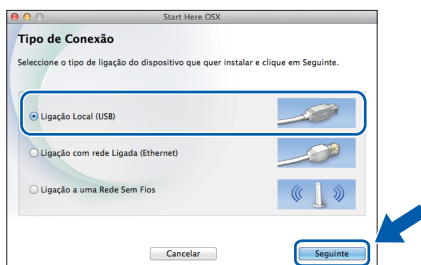 Start Here OSX
Tipo de Conexão
Seleccione o tipo de ligação do dispositivo que quer instalar e clique em Seguinte.
Ligação Local (USB)
Ligação com rede Ligada (Ethernet)
Ligação a uma Rede Sem Fios
Cancelar Seguinte